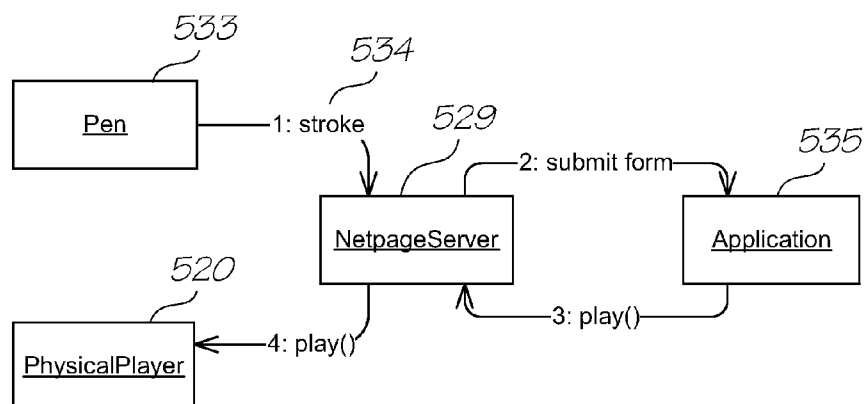 533
534
Pen
1: stroke
529
535
2: submit form
NetpageServer
Application
520
3: play()
4: play()
PhysicalPlayer